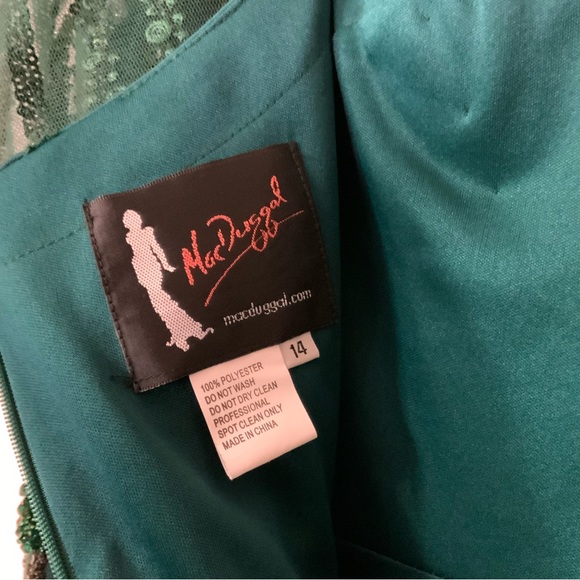 MacDuggal
macduggal.com
14
100% POLYESTER
DO NOT WASH
DO NOT DRY CLEAN
PROFESSIONAL
SPOT CLEAN ONLY
MADE IN CHINA